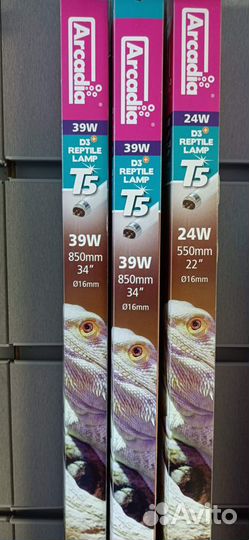 Arcadia
39W
D3+
REPTILE
LAMP
T5
39W
850mm
34"
Ø16mm
Arcadia
39W
D3+
REPTILE
LAMP
T5
39W
850mm
34"
Ø16mm
Arcadia
24W
D3+
REPTILE
LAMP
T5
24W
550mm
22"
Ø16mm
Avito